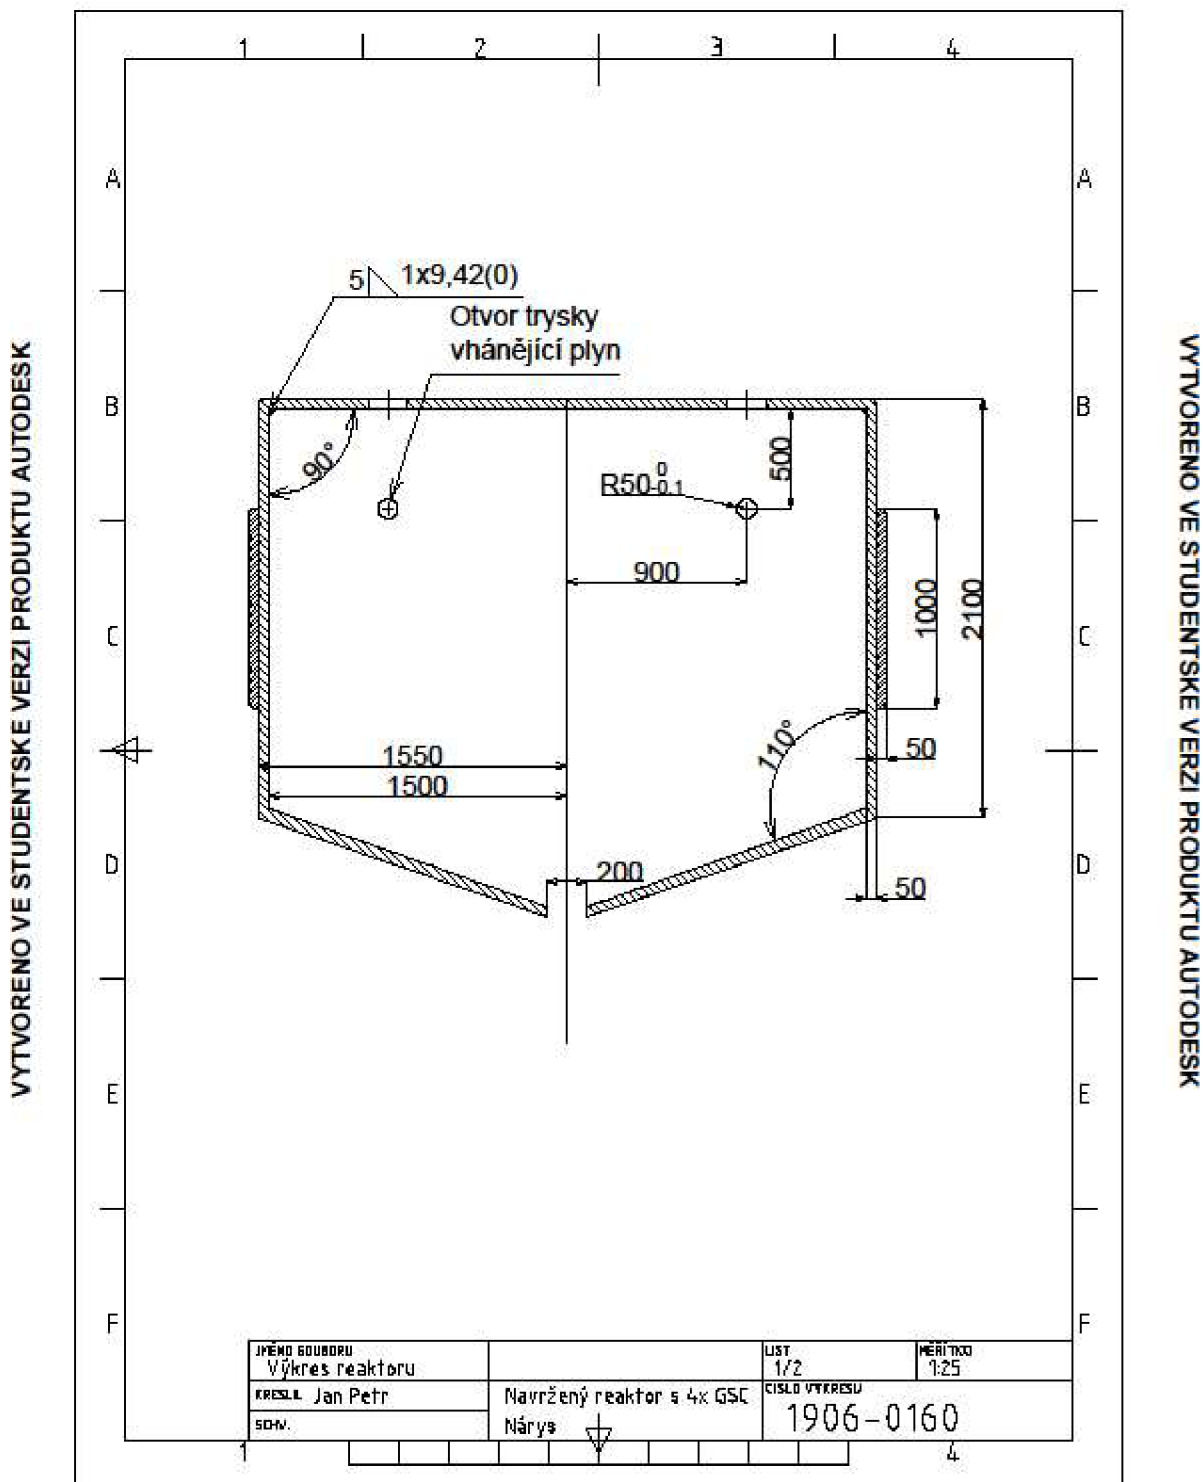 1 2 3 4
A A
5 1x9,42(0)
Otvor trysky
vhánějící plyn
B B
90°
500
R50 0 -0.1
900
1000
2100
C C
1550
1500
110°
50
D D
200
50
E E
F F
VYTVORENO VE STUDENTSKE VERZI PRODUKTU AUTODESK
VYTVORENO VE STUDENTSKE VERZI PRODUKTU AUTODESK
JMÉNO SOUBORU
Výkres reaktoru
LIST
1/2
MĚŘÍTKO
1:25
KRESLIL Jan Petr
Navržený reaktor s 4x GSC
ČÍSLO VÝKRESU
1906-0160
SCHV.
Nárys
1 4